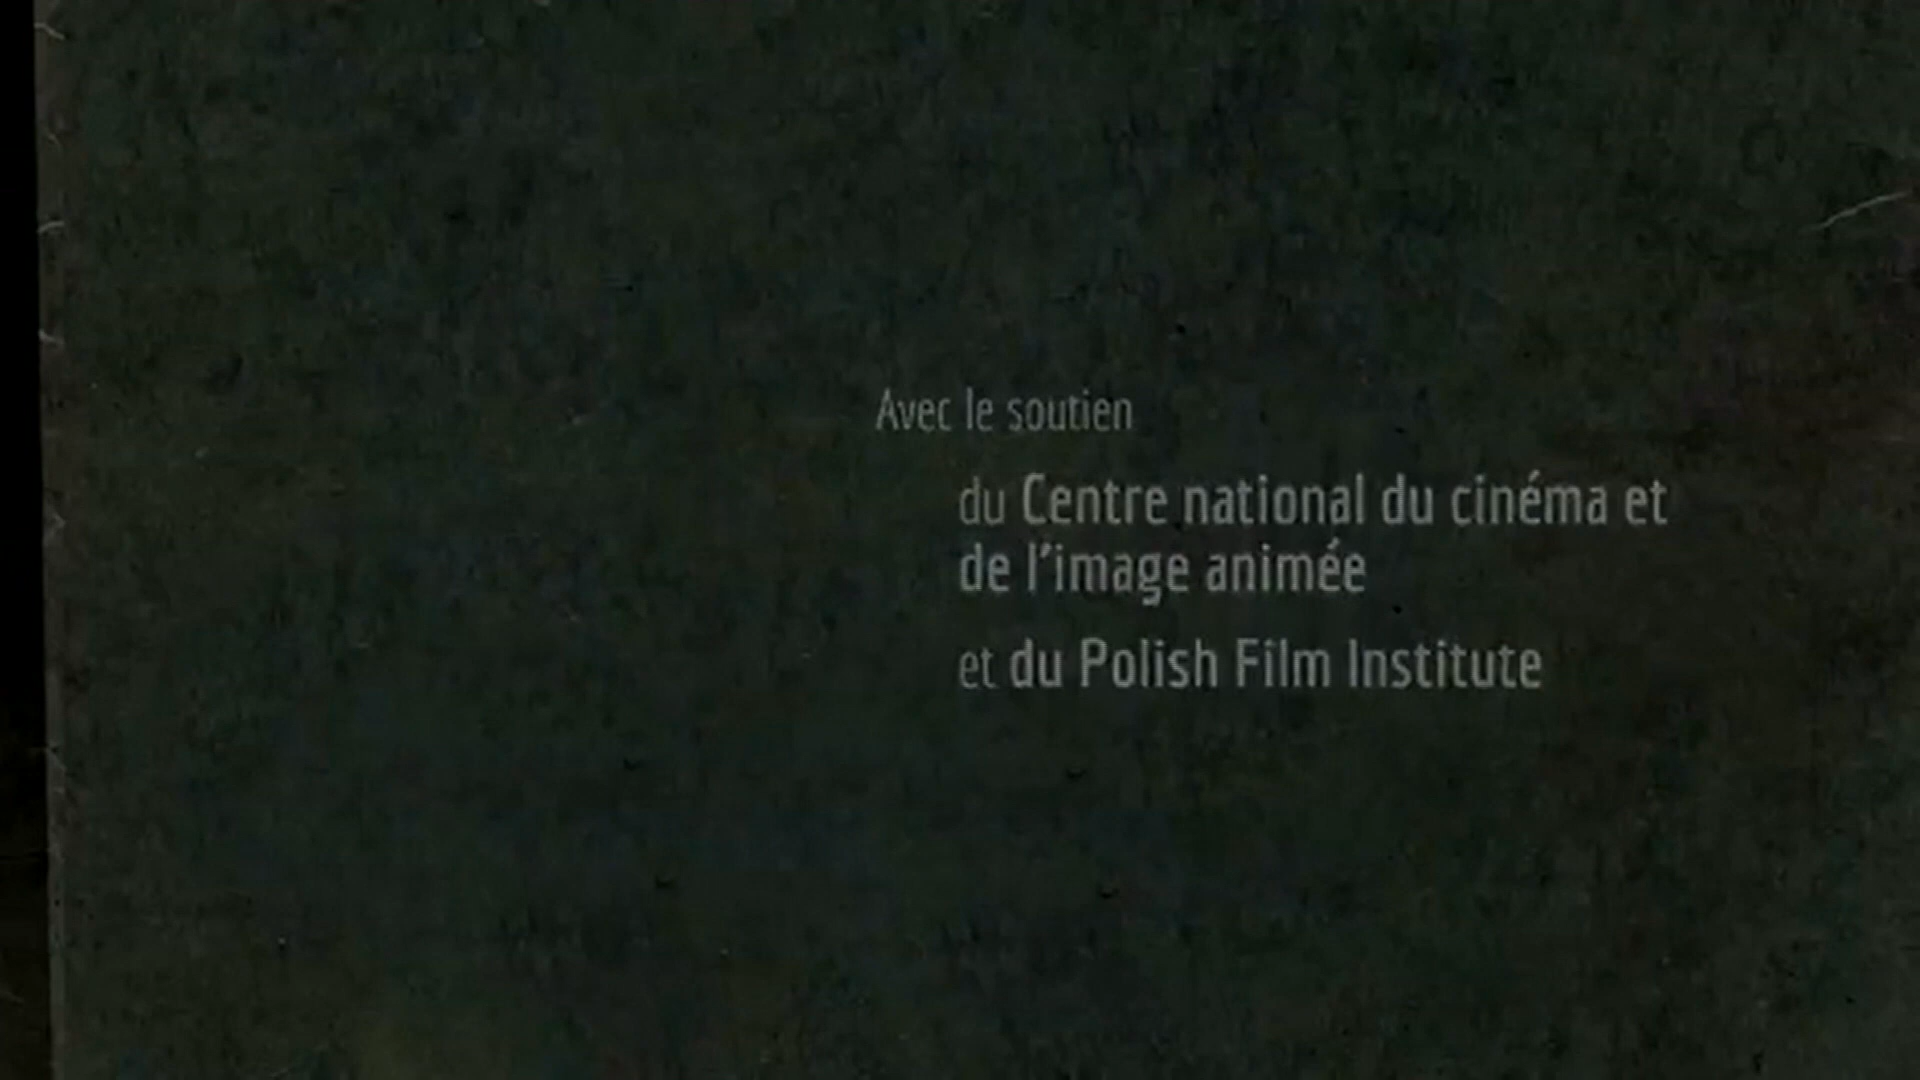 Avec le soutien
du Centre national du cinéma et
de l'image animée
et du Polish Film Institute